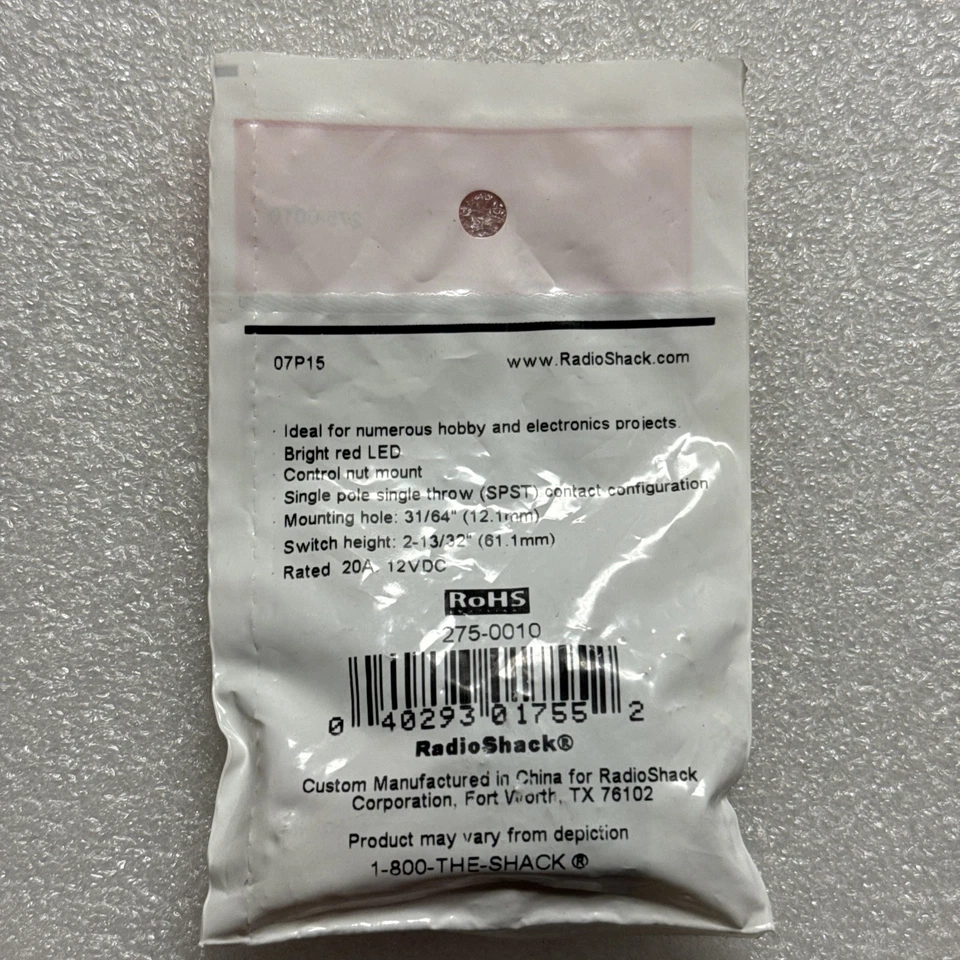 07P15
www.RadioShack.com
· Ideal for numerous hobby and electronics projects.
· Bright red LED
· Control nut mount
· Single pole single throw (SPST) contact configuration
· Mounting hole: 31/64" (12.1mm)
· Switch height: 2-13/32" (61.1mm)
· Rated 20A, 12VDC
RoHS
275-0010
0 40293 01755 2
RadioShack®
Custom Manufactured in China for RadioShack
Corporation, Fort Worth, TX 76102
Product may vary from depiction
1-800-THE-SHACK ®